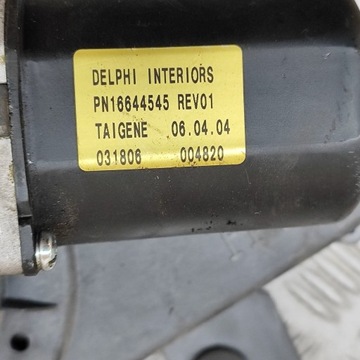 DELPHI INTERIORS
PN16644545 REV01
TAIGENE 06.04.04
031806 004820